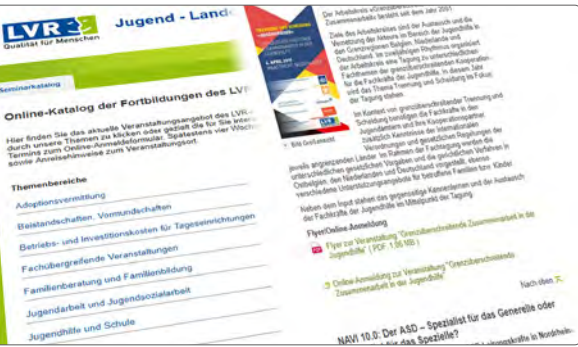 LVR
Qualität für Menschen
Jugend - Land
Seminarkatalog
Online-Katalog der Fortbildungen des LVR
Hier finden Sie das aktuelle Veranstaltungsangebot des LVR-
durch unsere Themen zu klicken oder gezielt die für Sie inter
Termins zum Online-Anmeldeformular. Spätestens vier Woch
sowie Anreisehinweise zum Veranstaltungsort.
Themenbereiche
Adoptionsvermittlung
Beistandschaften, Vormundschaften
Betriebs- und Investitionskosten für Tageseinrichtungen
Fachübergreifende Veranstaltungen
Familienberatung und Familienbildung
Jugendarbeit und Jugendsozialarbeit
Jugendhilfe und Schule
Bild Großansicht
Der Arbeitskreis
Zusammenarbeit« besteht seit dem Jahr 2001.
Ziele des Arbeitskreises sind der Austausch und die
Vernetzung der Akteure im Bereich der Jugendhilfe in
den Grenzregionen Belgien, Niederlande und
Deutschland. Im zweijährigen Rhythmus organisiert
der Arbeitskreis eine Tagung zu unterschiedlichen
Fachthemen der grenzüberschreitenden Kooperation
für die Fachkräfte der Jugendhilfe, in diesem Jahr
wird das Thema Trennung und Scheidung im Fokus
der Tagung stehen.
Im Kontext von grenzüberschreitender Trennung und
Scheidung benötigen die Fachkräfte in den
Jugendämtern und ihre Kooperationspartner
zusätzlich Kenntnisse der Internationalen
Verordnungen und gesetzlichen Regelungen der
jeweils angrenzenden Länder. Im Rahmen der Fachtagung werden die
unterschiedlichen gesetzlichen Vorgaben und die gerichtlichen Verfahren in
Ostbelgien, den Niederlanden und Deutschland vorgestellt, ebenso
verschiedene Unterstützungsangebote für betroffene Familien bzw. Kinder.
Neben dem Input stehen das gegenseitige Kennenlernen und der Austausch
der Fachkräfte der Jugendhilfe im Mittelpunkt der Tagung.
Flyer/Online-Anmeldung
Flyer zur Veranstaltung "Grenzüberschreitende Zusammenarbeit in der
Jugendhilfe" ( PDF, 1,05 MB )
Online-Anmeldung zur Veranstaltung "Grenzüberschreitende
Zusammenarbeit in der Jugendhilfe"
Nach oben
NAVI 10.0: Der ASD – Spezialist für das Generelle oder
für das Spezielle?